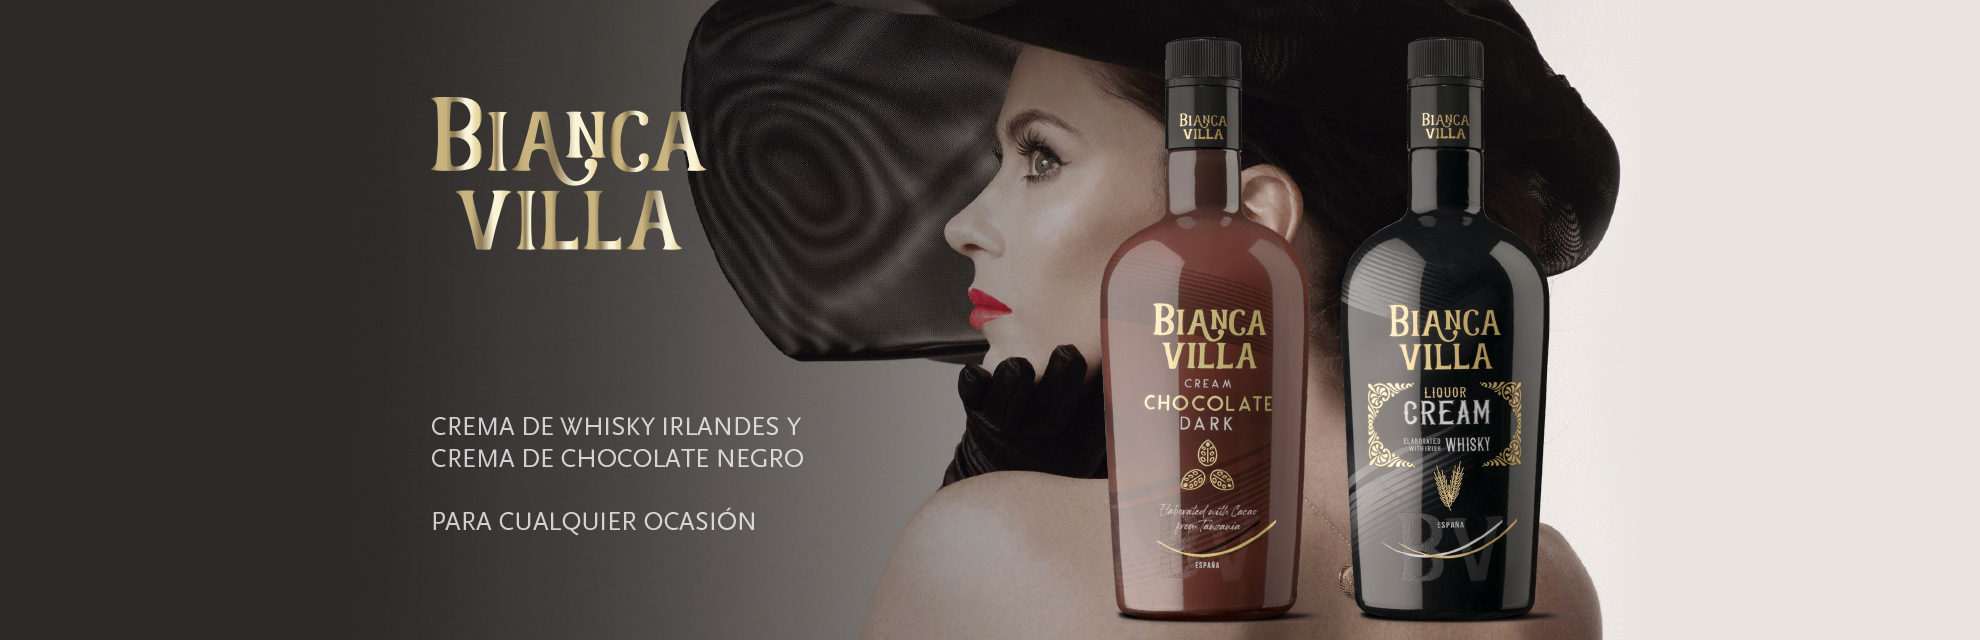 BIANCA
VILLA
CREMA DE WHISKY IRLANDES Y
CREMA DE CHOCOLATE NEGRO
PARA CUALQUIER OCASIÓN
BIANCA
VILLA
BIANCA
VILLA
CREAM
CHOCOLATE
DARK
Elaborated with Cacao
from Tanzania
BV
ESPAÑA
BIANCA
VILLA
BIANCA
VILLA
LIQUOR
CREAM
ELABORATED
WITH IRISH WHISKY
ESPAÑA
BV